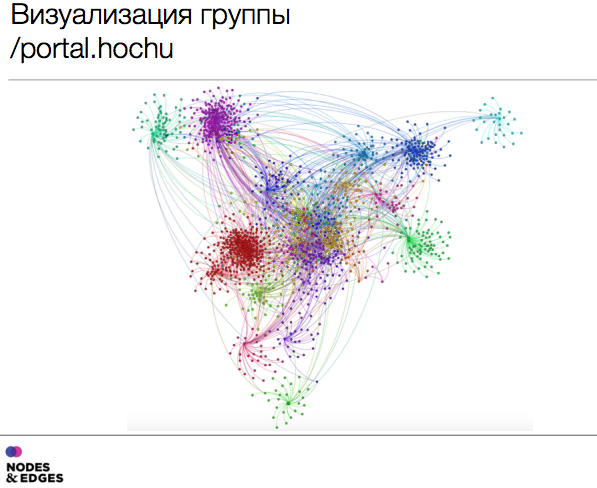 Визуализация группы
/portal.hochu
NODES
& EDGES